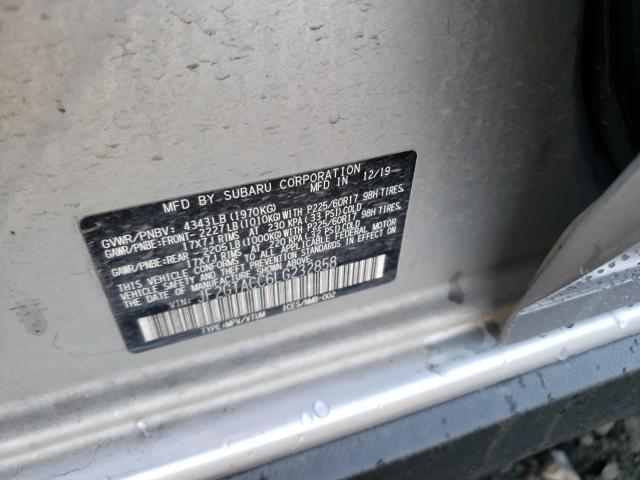 MFD BY SUBARU CORPORATION
MFD IN 12/19
GVWR/PNBV: 4343LB (1970KG)
GAWR/PNBE:FRONT-2227LB(1010KG)WITH P225/60R17 98H TIRES,
17X7J RIMS AT 230 KPA (33 PSI)COLD
GAWR/PNBE:REAR -2205LB(1000KG)WITH P225/60R17 98H TIRES,
17X7J RIMS AT 220 KPA (32 PSI)COLD
THIS VEHICLE CONFORMS TO ALL APPLICABLE FEDERAL MOTOR
VEHICLE SAFETY AND THEFT PREVENTION STANDARDS IN EFFECT ON
THE DATE OF MANUFACTURE SHOWN ABOVE.
VIN: JF2GTACC6LG232858
TYPE:MPV/VTUM ICES/NMB-002